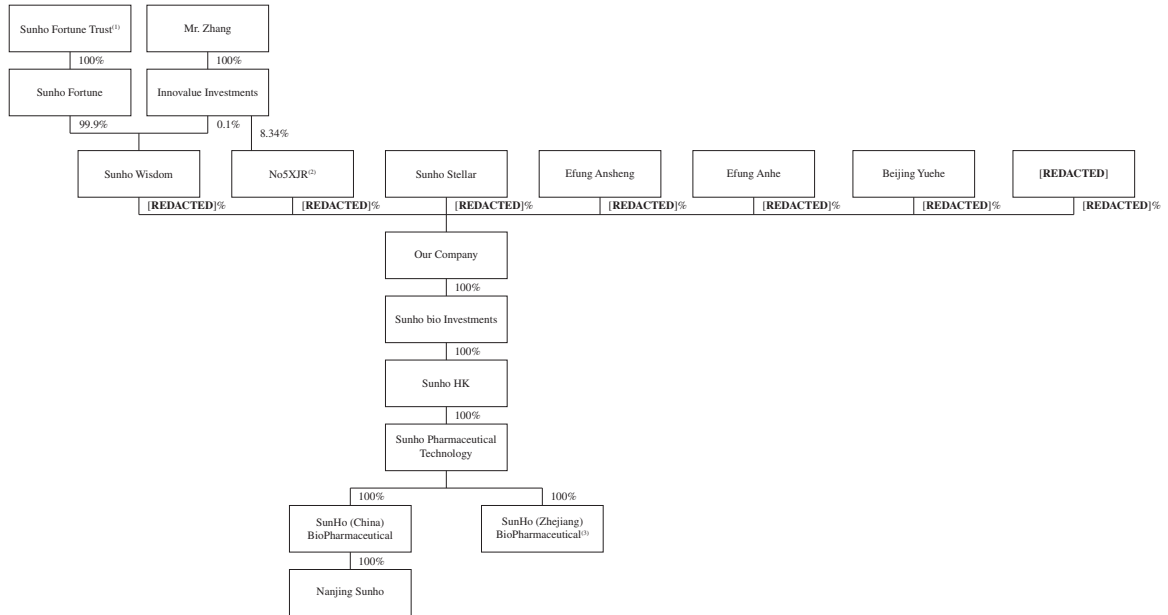 Sunho Fortune Trust(1)
Mr. Zhang
100%
100%
Sunho Fortune
Innovalue Investments
99.9%
0.1%
8.34%
Sunho Wisdom
No5XJR(2)
Sunho Stellar
Efung Ansheng
Efung Anhe
Beijing Yuehe
[REDACTED]
[REDACTED]%
[REDACTED]%
[REDACTED]%
[REDACTED]%
[REDACTED]%
[REDACTED]%
[REDACTED]%
Our Company
100%
Sunho bio Investments
100%
Sunho HK
100%
Sunho Pharmaceutical
Technology
100%
100%
SunHo (China)
BioPharmaceutical
SunHo (Zhejiang)
BioPharmaceutical(3)
100%
Nanjing Sunho